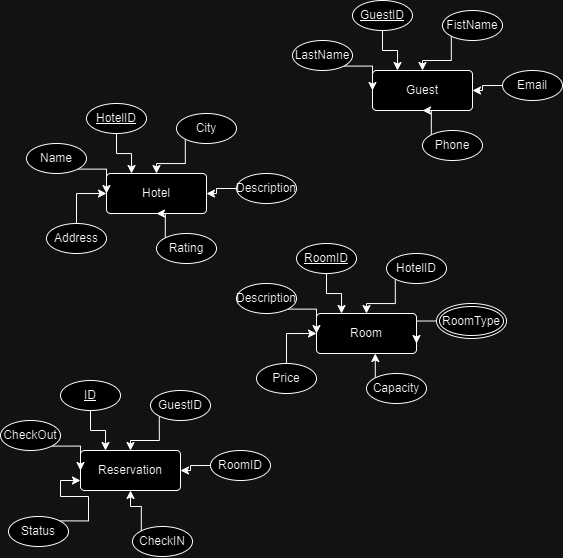 GuestID
FistName
LastName
Guest
Email
Phone
HotelID
City
Name
Hotel
Description
Address
Rating
RoomID
HotelID
Description
Room
RoomType
Price
Capacity
ID
GuestID
CheckOut
Reservation
RoomID
Status
CheckIN